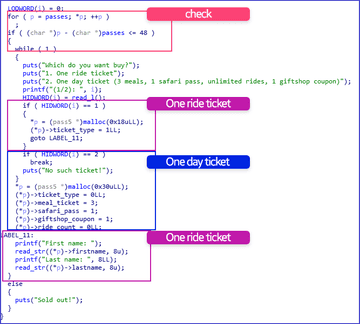 LODWORD(i) = 0;
for ( p = passes; *p; ++p )
;
if ( (char *)p - (char *)passes <= 48 )
{
while ( 1 )
{
puts("Which do you want buy?");
puts("1. One ride ticket");
puts("2. One day ticket (3 meals, 1 safari pass, unlimited rides, 1 giftshop coupon)");
printf("(1/2): ", i);
HIDWORD(i) = read_l();
if ( HIDWORD(i) == 1 )
{
*p = (pass5 *)malloc(0x18uLL);
(*p)->ticket_type = 1LL;
goto LABEL_11;
}
if ( HIDWORD(i) == 2 )
break;
puts("No such ticket!");
}
*p = (pass5 *)malloc(0x30uLL);
(*p)->ticket_type = 0LL;
(*p)->meal_ticket = 3;
(*p)->safari_pass = 1;
(*p)->giftshop_coupon = 1;
(*p)->ride_count = 0LL;
ABEL_11:
printf("First name: ");
read_str((*p)->firstname, 8u);
printf("Last name: ", 8LL);
read_str((*p)->lastname, 8u);
}
else
{
puts("Sold out!");
}
}
check
One ride ticket
One day ticket
One ride ticket